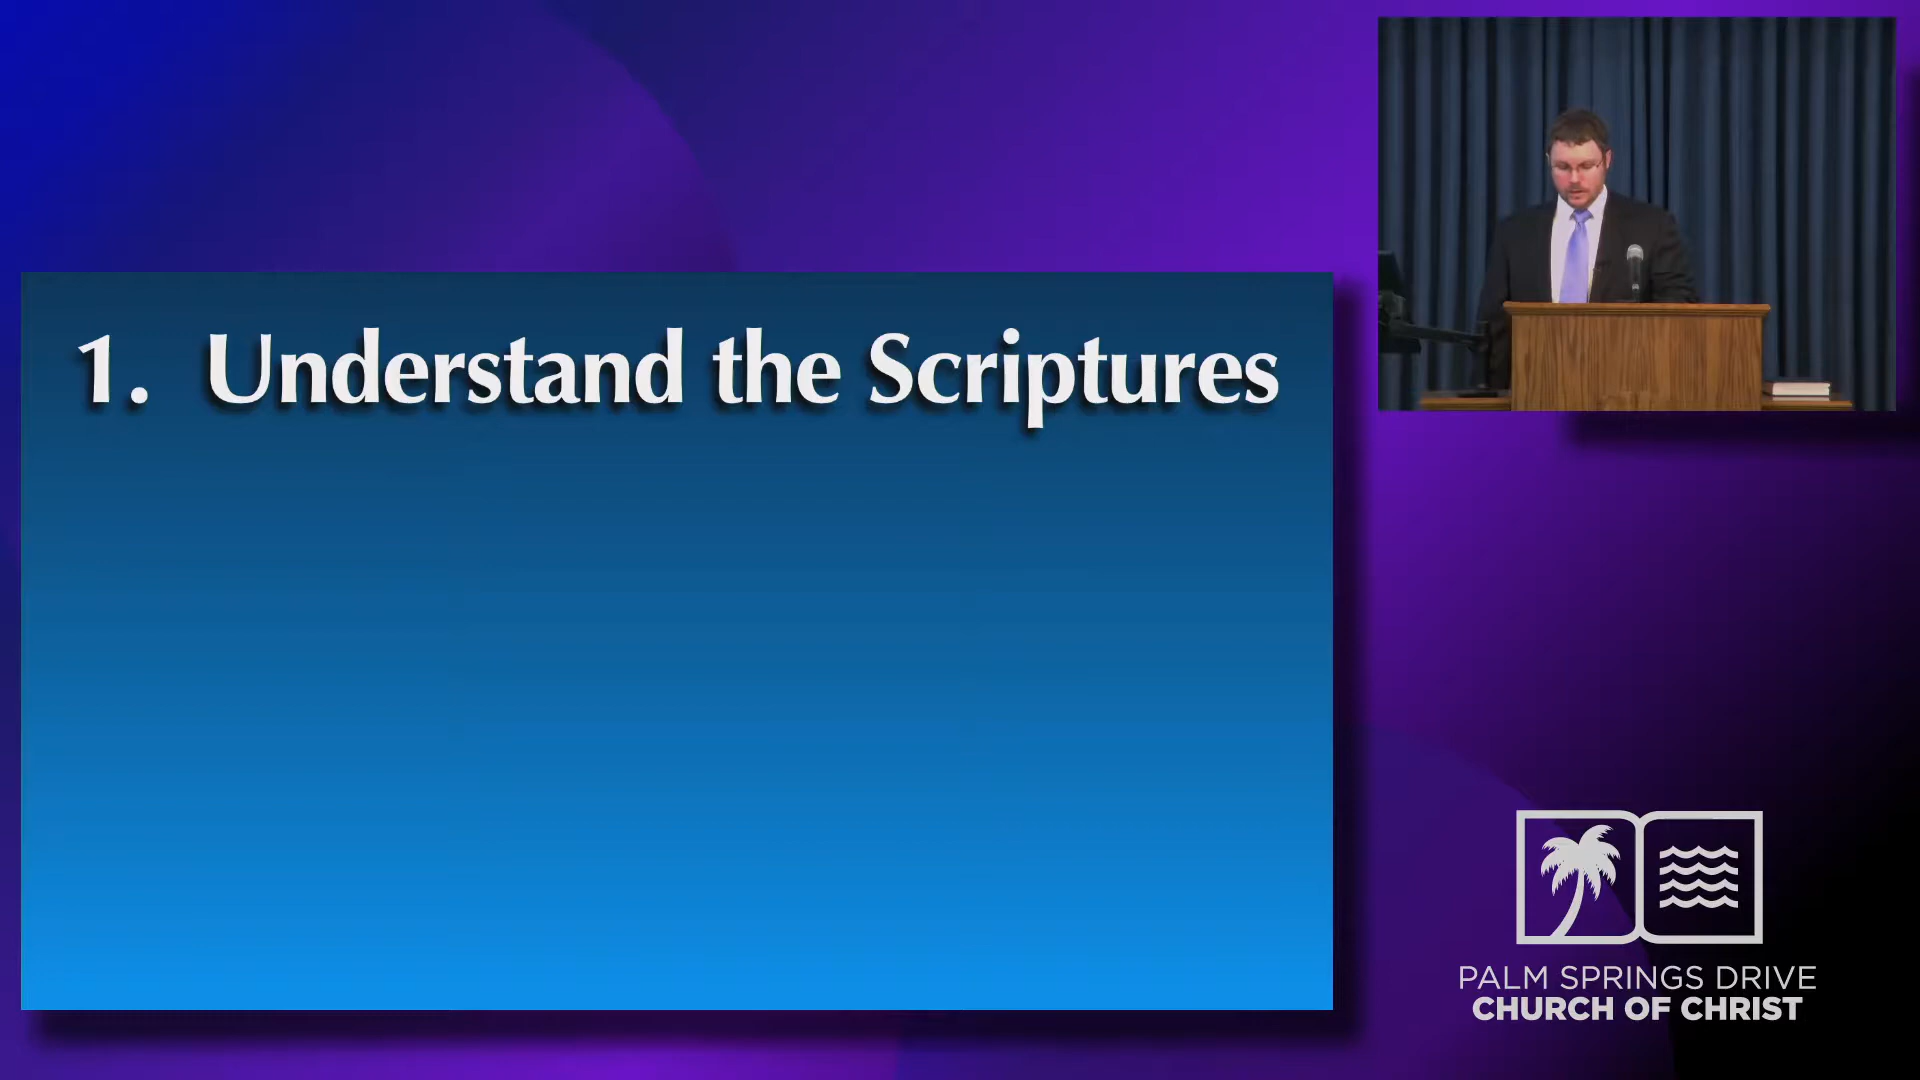 1. Understand the Scriptures
PALM SPRINGS DRIVE
CHURCH OF CHRIST